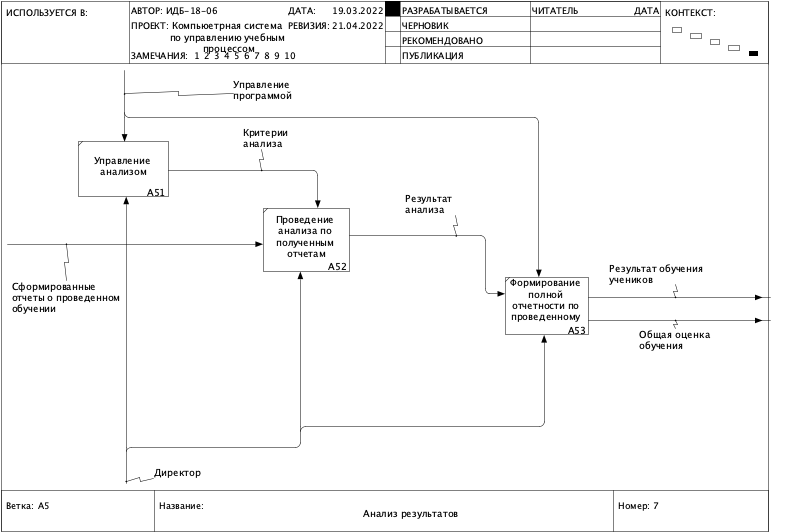 ИСПОЛЬЗУЕТСЯ В:
АВТОР: ИДБ-18-06
ДАТА: 19.03.2022
ПРОЕКТ: Компьюетрная система
по управлению учебным
процессом
РЕВИЗИЯ: 21.04.2022
ЗАМЕЧАНИЯ: 1 2 3 4 5 6 7 8 9 10
РАЗРАБАТЫВАЕТСЯ
ЧЕРНОВИК
РЕКОМЕНДОВАНО
ПУБЛИКАЦИЯ
ЧИТАТЕЛЬ
ДАТА
КОНТЕКСТ:
Управление
программой
Управление
анализом
A51
Критерии
анализа
Проведение
анализа по
полученным
отчетам
A52
Результат
анализа
Сформированные
отчеты о проведенном
обучении
Формирование
полной
отчетности по
проведенному
A53
Результат обучения
учеников
Общая оценка
обучения
Директор
Ветка: A5
Название:
Анализ результатов
Номер: 7